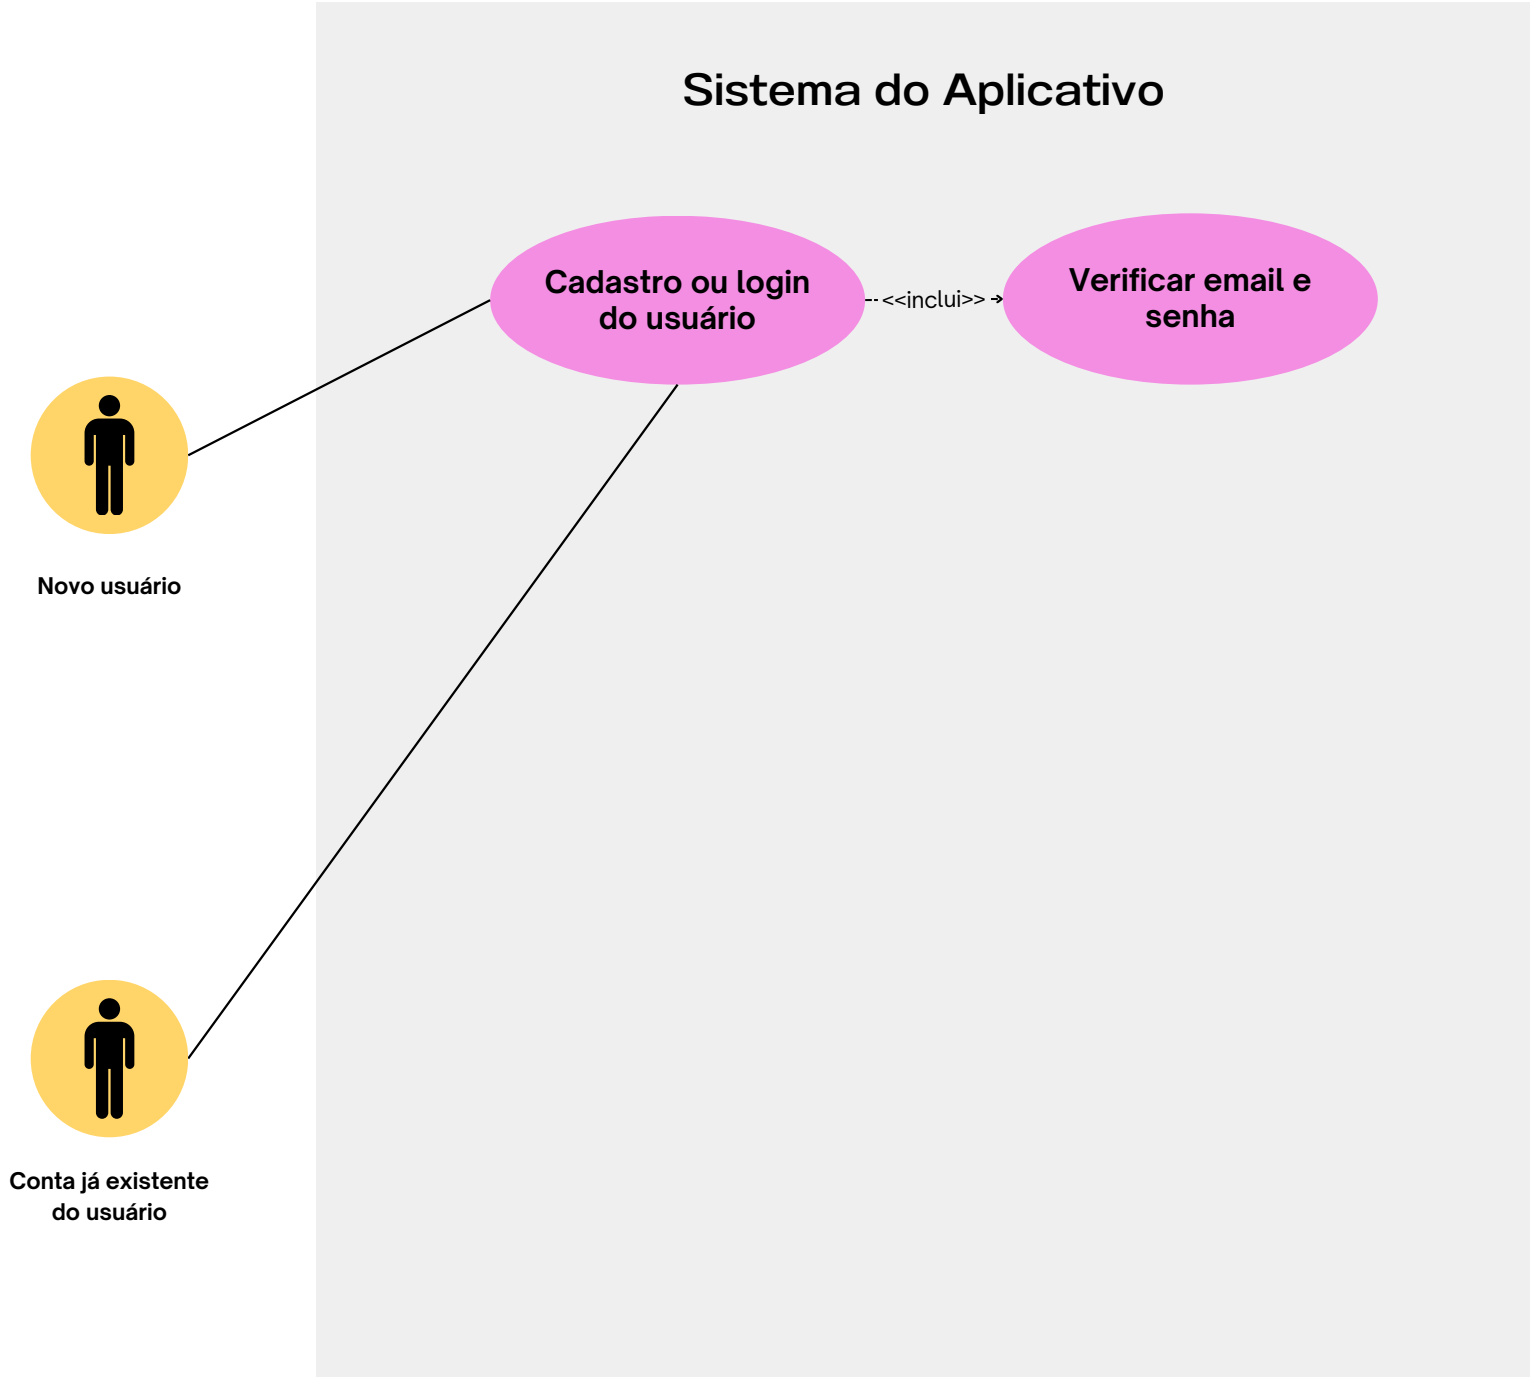 Sistema do Aplicativo
Cadastro ou login
do usuário
<<inclui>>
Verificar email e
senha
Novo usuário
Conta já existente
do usuário